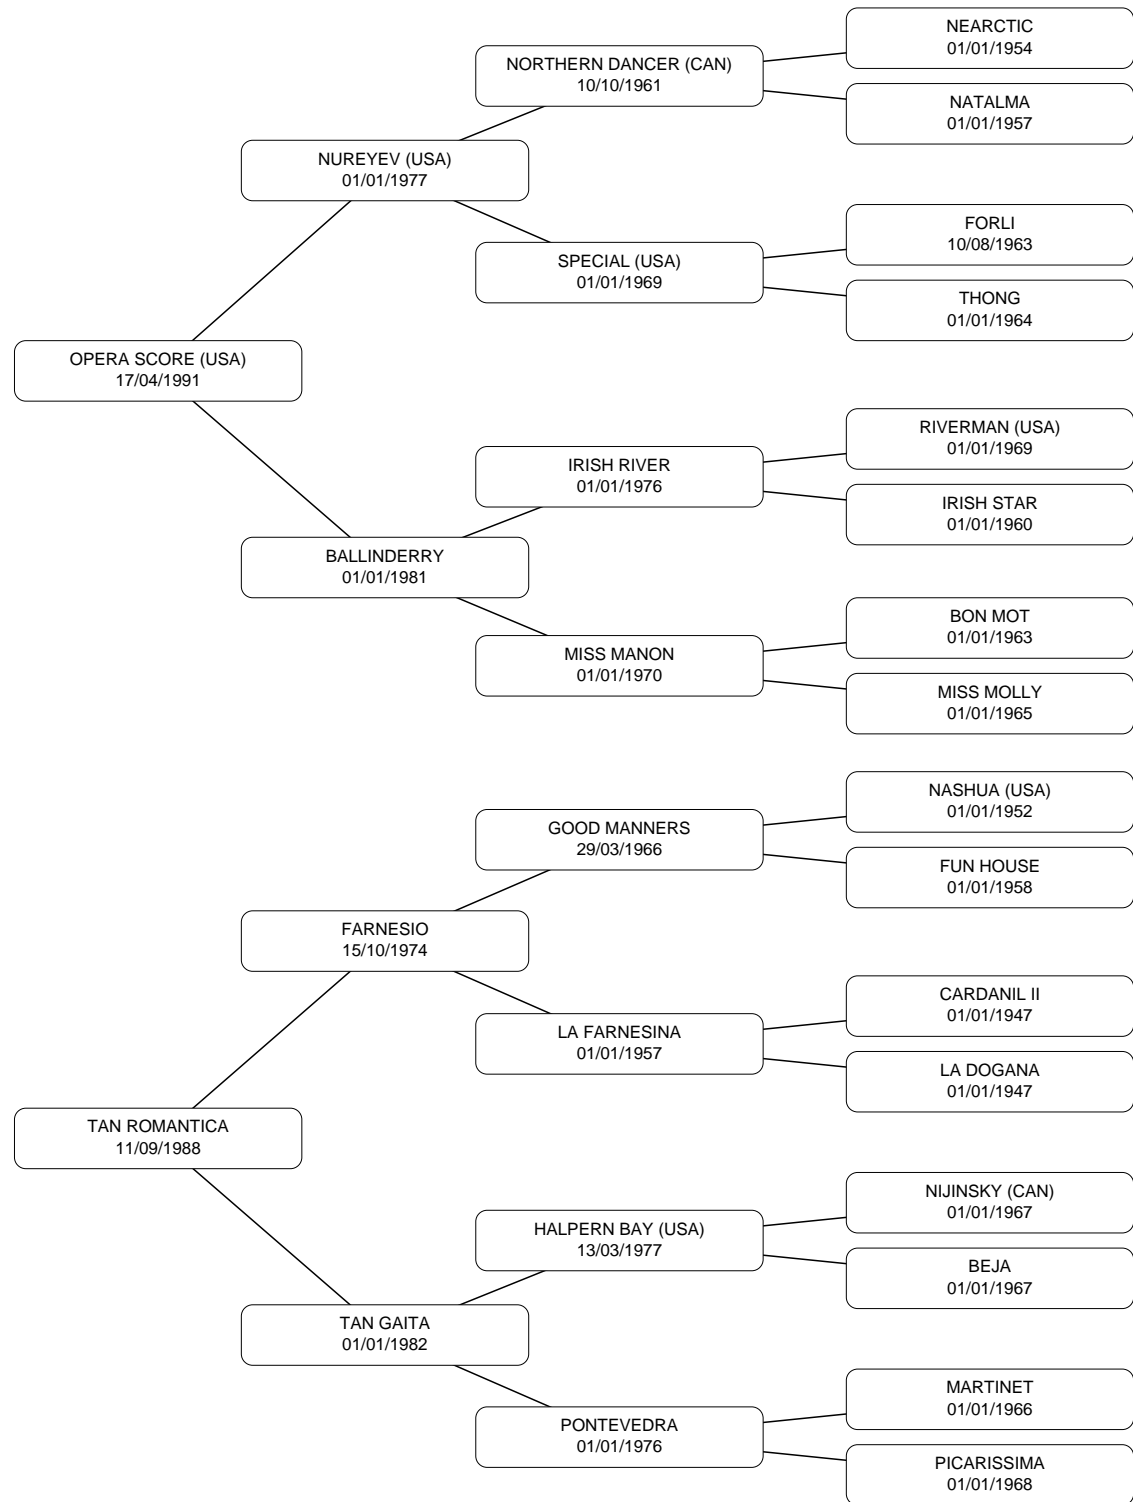 NEARCTIC
01/01/1954
NORTHERN DANCER (CAN)
10/10/1961
NATALMA
01/01/1957
NUREYEV (USA)
01/01/1977
FORLI
10/08/1963
SPECIAL (USA)
01/01/1969
THONG
01/01/1964
OPERA SCORE (USA)
17/04/1991
RIVERMAN (USA)
01/01/1969
IRISH RIVER
01/01/1976
IRISH STAR
01/01/1960
BALLINDERRY
01/01/1981
BON MOT
01/01/1963
MISS MANON
01/01/1970
MISS MOLLY
01/01/1965
NASHUA (USA)
01/01/1952
GOOD MANNERS
29/03/1966
FUN HOUSE
01/01/1958
FARNESIO
15/10/1974
CARDANIL II
01/01/1947
LA FARNESINA
01/01/1957
LA DOGANA
01/01/1947
TAN ROMANTICA
11/09/1988
NIJINSKY (CAN)
01/01/1967
HALPERN BAY (USA)
13/03/1977
BEJA
01/01/1967
TAN GAITA
01/01/1982
MARTINET
01/01/1966
PONTEVEDRA
01/01/1976
PICARISSIMA
01/01/1968